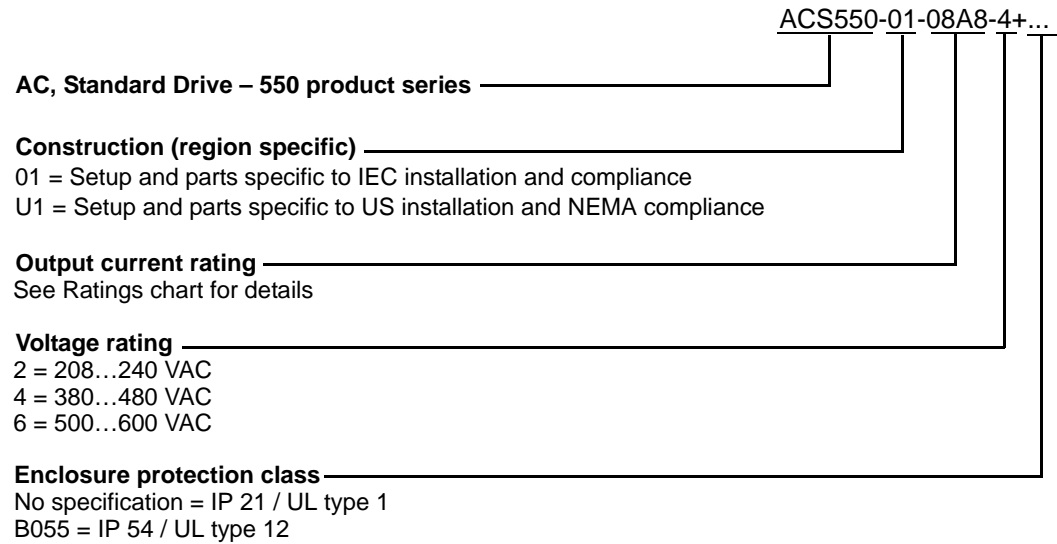 ACS550-01-08A8-4+...
AC, Standard Drive – 550 product series
Construction (region specific)
01 = Setup and parts specific to IEC installation and compliance
U1 = Setup and parts specific to US installation and NEMA compliance
Output current rating
See Ratings chart for details
Voltage rating
2 = 208…240 VAC
4 = 380…480 VAC
6 = 500…600 VAC
Enclosure protection class
No specification = IP 21 / UL type 1
B055 = IP 54 / UL type 12